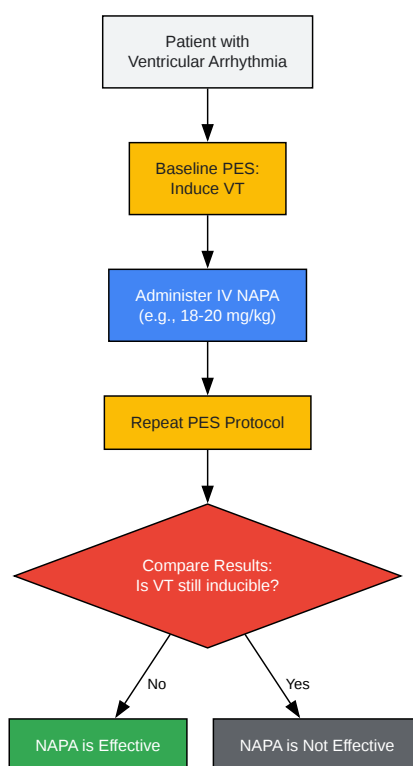 Patient with
Ventricular Arrhythmia
Baseline PES:
Induce VT
Administer IV NAPA
(e.g., 18-20 mg/kg)
Repeat PES Protocol
Compare Results:
Is VT still inducible?
No
Yes
NAPA is Effective
NAPA is Not Effective